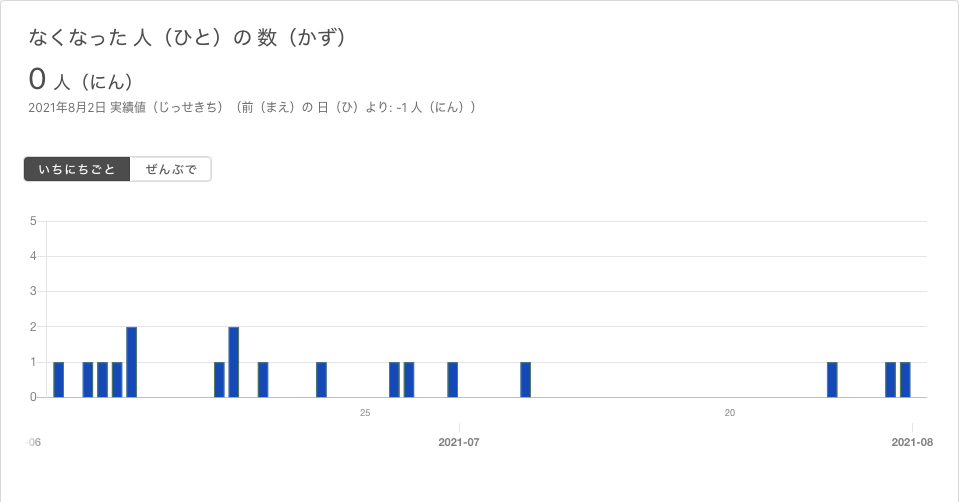 なくなった 人（ひと）の 数（かず）
0 人（にん）
2021年8月2日 実績値（じっせきち）（前（まえ）の 日（ひ）より: -1 人（にん））
いちにちごと ぜんぶで
5
4
3
2
1
0
25 20
-06 2021-07 2021-08